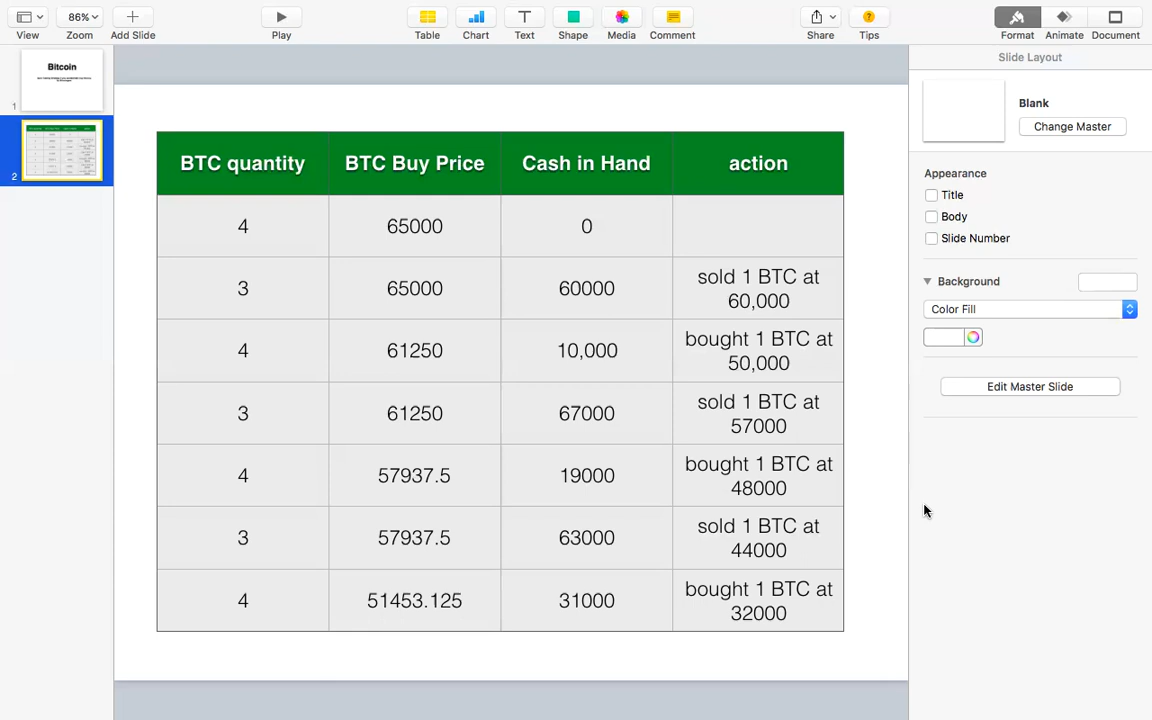 View
86%
Zoom
Add Slide
Play
Table
Chart
Text
Shape
Media
Comment
Share
Tips
Format
Animate
Document
Bitcoin
1
2
BTC quantity BTC Buy Price Cash in Hand action
4 65000 0
3 65000 60000 sold 1 BTC at
60,000
4 61250 10,000 bought 1 BTC at
50,000
3 61250 67000 sold 1 BTC at
57000
4 57937.5 19000 bought 1 BTC at
48000
3 57937.5 63000 sold 1 BTC at
44000
4 51453.125 31000 bought 1 BTC at
32000
Slide Layout
Blank
Change Master
Appearance
Title
Body
Slide Number
Background
Color Fill
Edit Master Slide